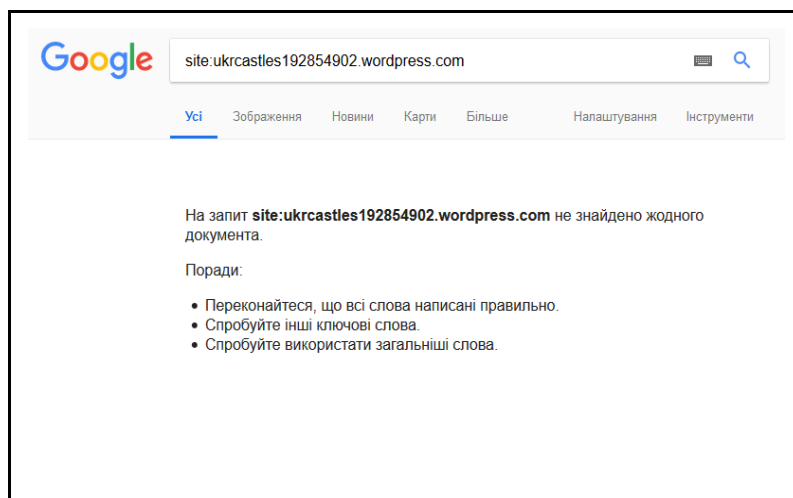 Google
site:ukrcastles192854902.wordpress.com
Усі Зображення Новини Карти Більше Налаштування Інструменти
На запит site:ukrcastles192854902.wordpress.com не знайдено жодного
документа.
Поради:
• Переконайтеся, що всі слова написані правильно.
• Спробуйте інші ключові слова.
• Спробуйте використати загальніші слова.